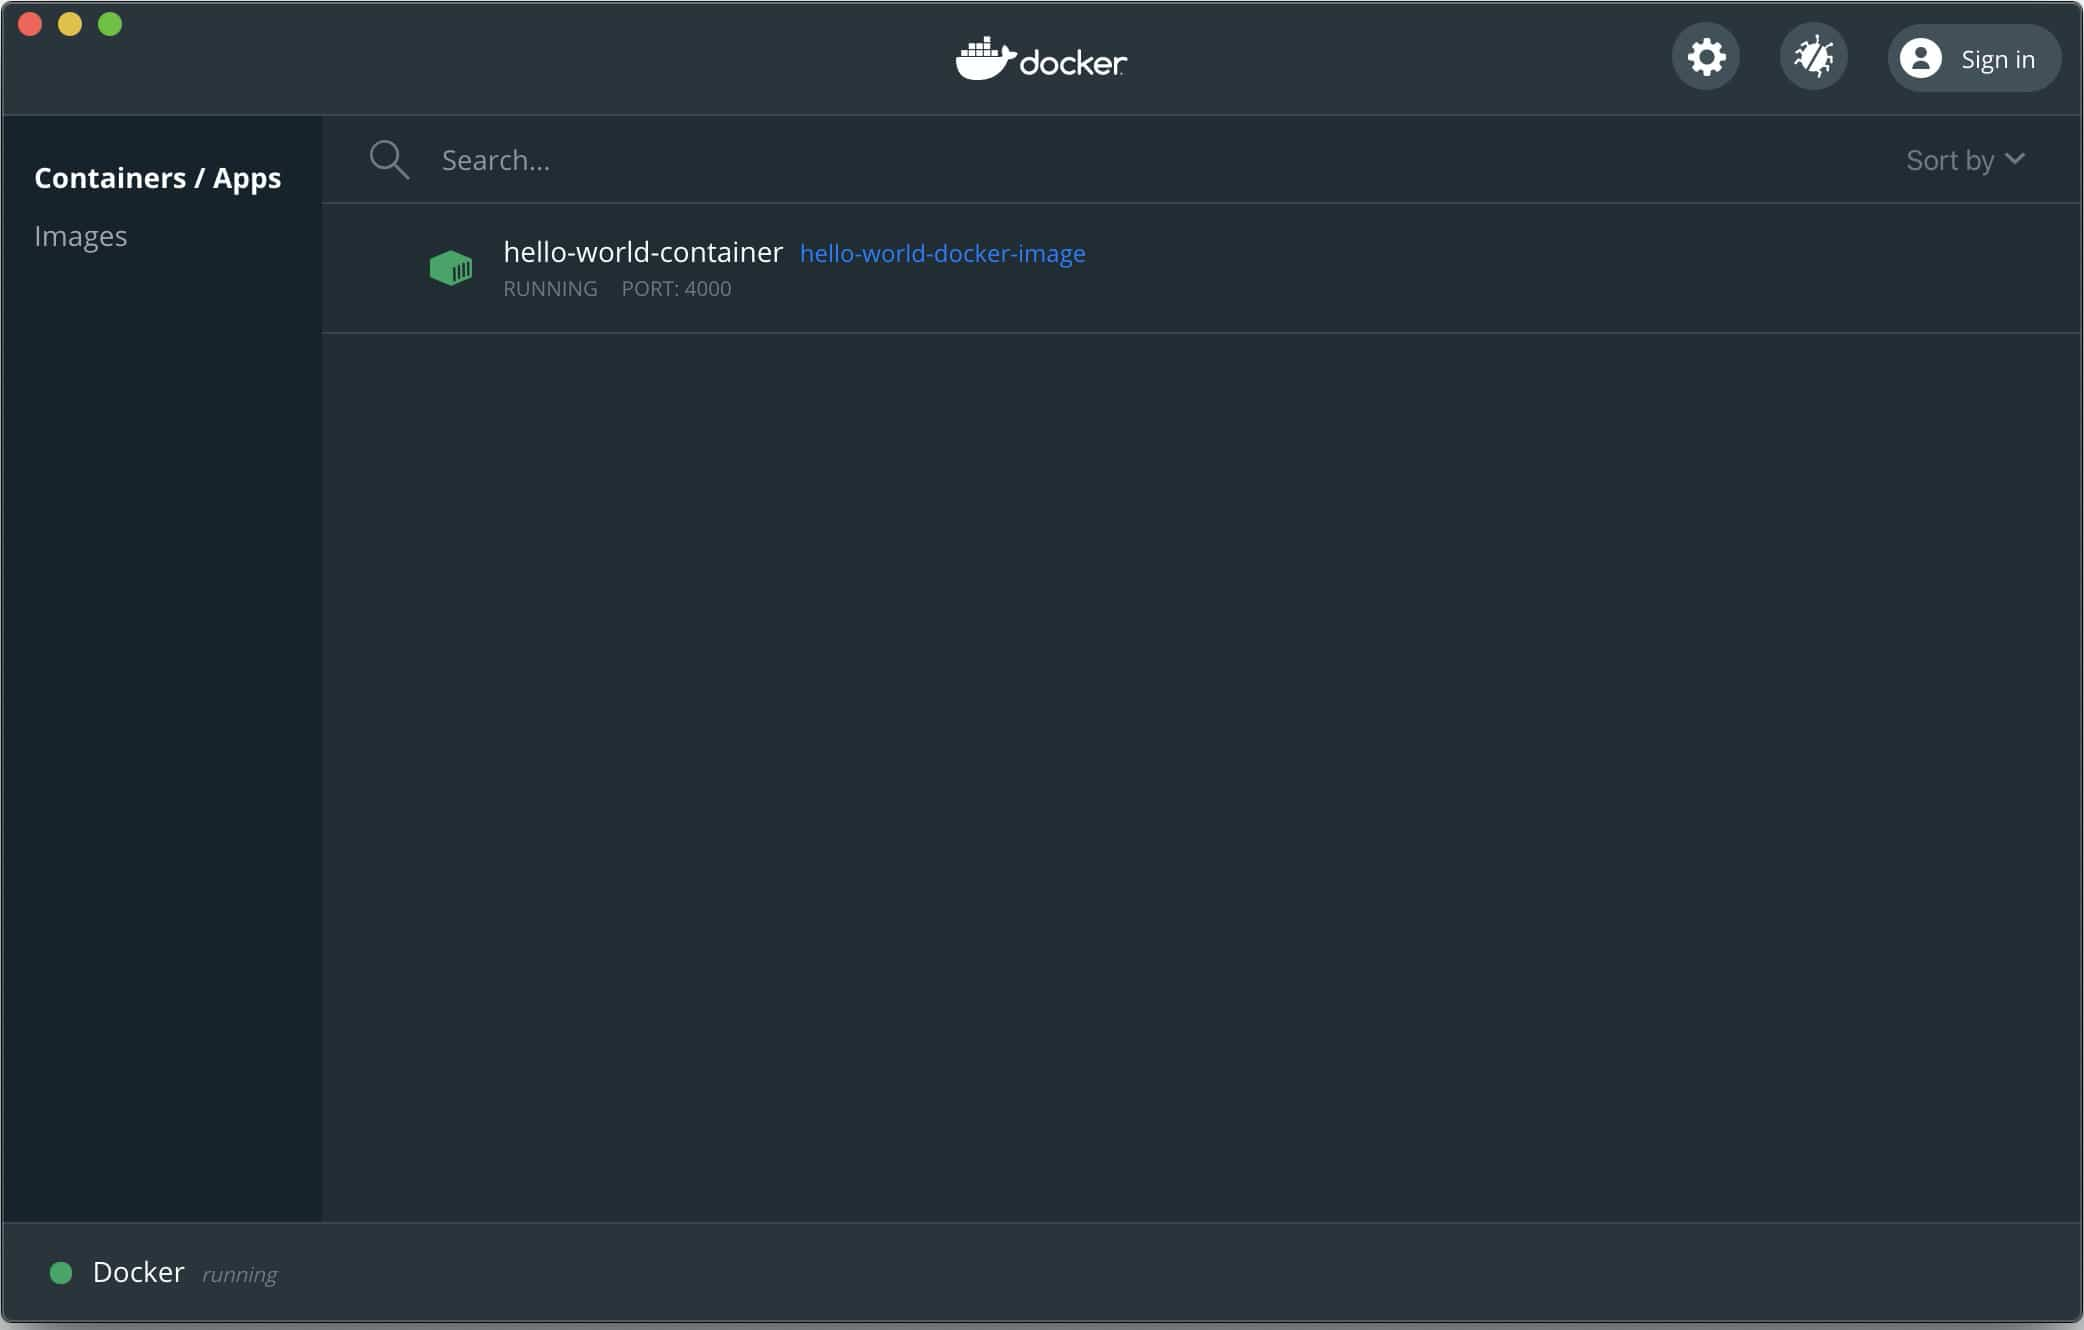 docker
Sign in
Containers / Apps
Images
Search...
Sort by
hello-world-container hello-world-docker-image
RUNNING PORT: 4000
Docker running